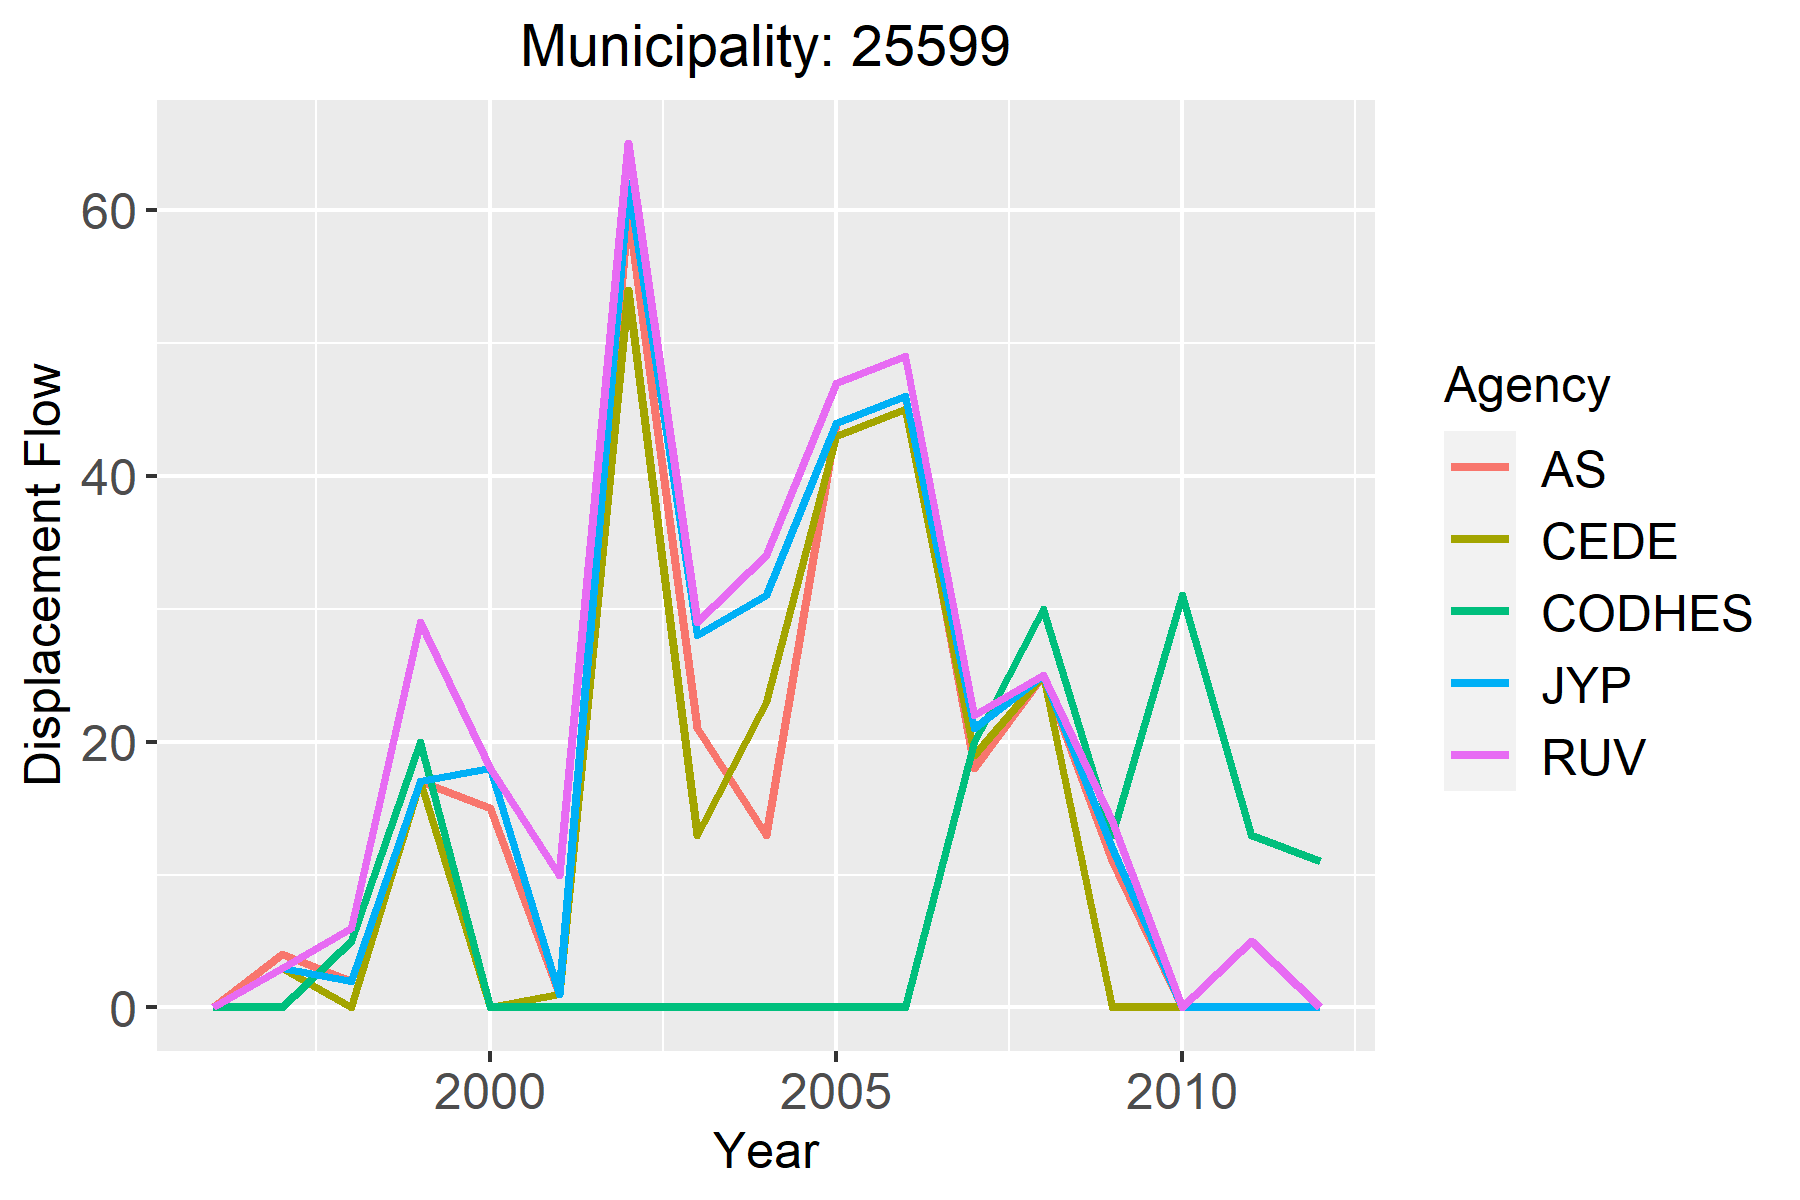 Municipality: 25599
Displacement Flow
60
40
20
0
2000 2005 2010
Year
Agency
AS
CEDE
CODHES
JYP
RUV